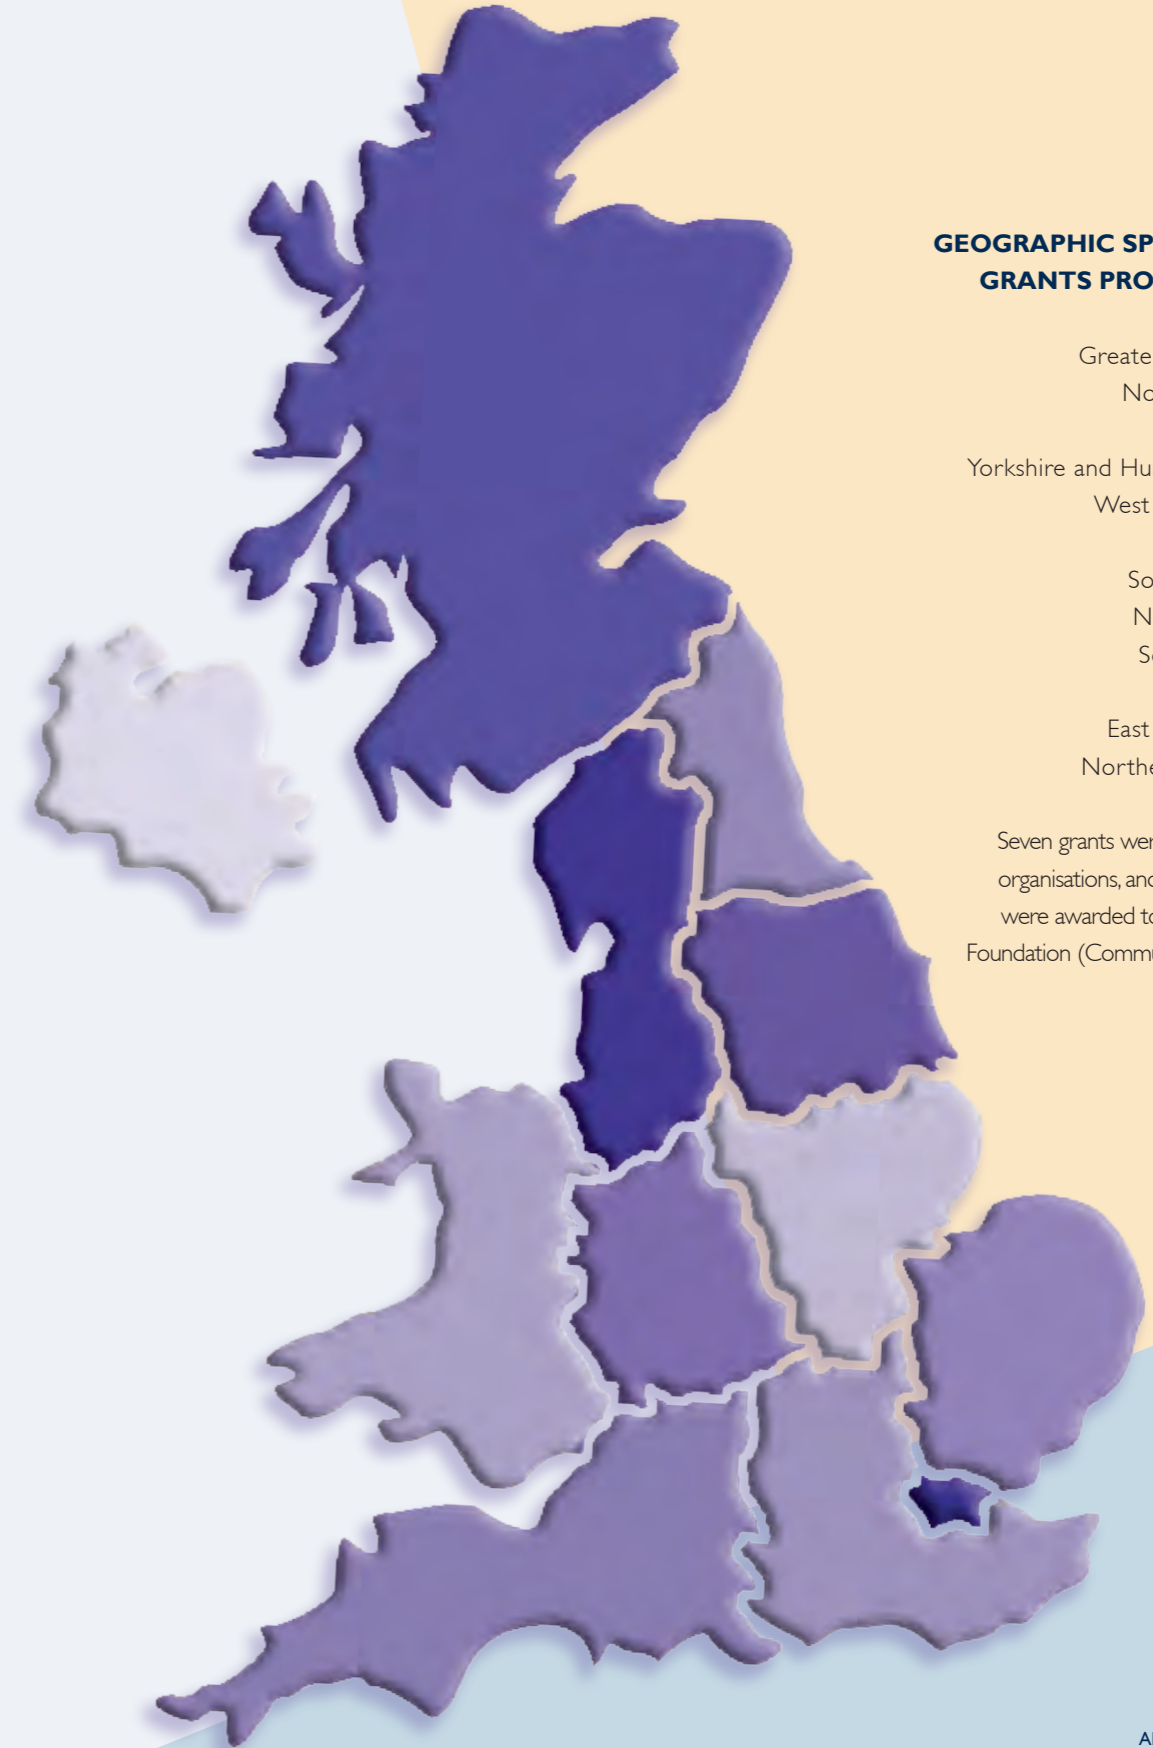 GEOGRAPHIC SP
GRANTS PRO
Greate
No
Yorkshire and Hu
West
So
N
So
East
Northe
Seven grants wer
organisations, and
were awarded to
Foundation (Commu
A